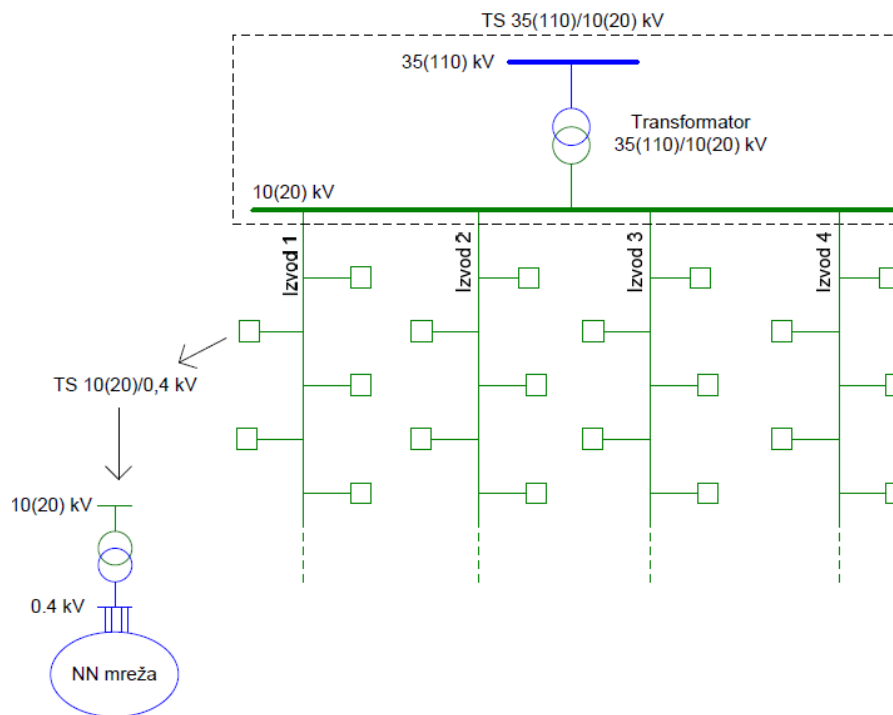 TS 35(110)/10(20) kV
35(110) kV
Transformator
35(110)/10(20) kV
10(20) kV
Izvod 1
Izvod 2
Izvod 3
Izvod 4
TS 10(20)/0,4 kV
10(20) kV
0.4 kV
NN mreža